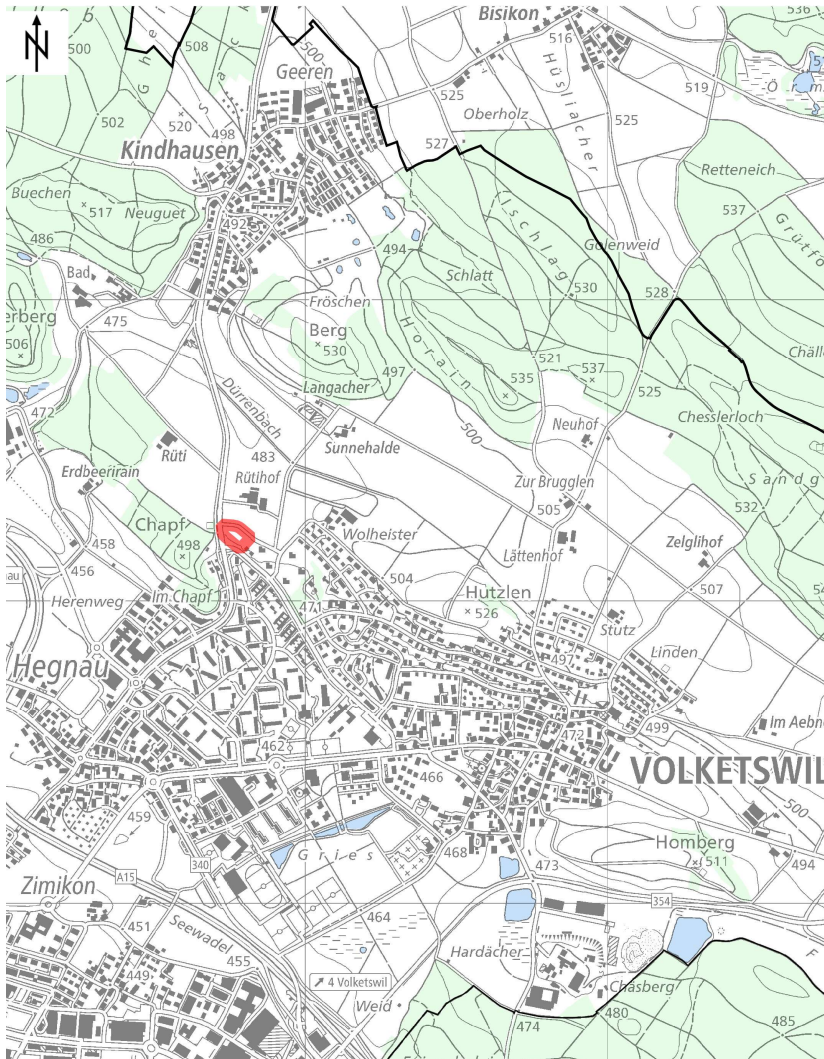 N
Bisikon
536
500
508
500
516
Geeren
519
525
Hüsliacher
502
520
498
Oberholz
525
Kindhausen
527
Retteneich
Buechen
517
Neuguet
Ischlag
537
492
486
494
Golenweid
Bad
Schlatt
530
528
Fröschen
475
Berg
Horain
530
506
521
497
535
537
525
Dürrenbach
Langacher
472
500
Neuhof
Chesslerloch
Rüti
483
Sunnehalde
Erdbeerirain
Rütihof
Zur Brugglen
505
532
Chapf
498
Wolheister
Zelglihof
458
Lättenhof
456
504
Hutzlen
507
Herenweg
Im Chapf
471
526
Stutz
Linden
Hegnau
497
499
462
472
466
VOLKETSWIL
459
500
Homberg
340
Gries
468
511
A15
473
494
Zimikon
354
464
451
Seewadel
455
Hardächer
449
4 Volketswil
Weid
Chäsberg
480
474
485